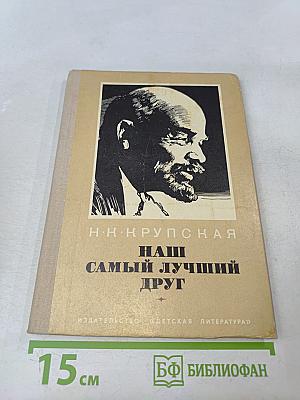 Н·К·КРУПСКАЯ
НАШ
САМЫЙ ЛУЧШИЙ
ДРУГ
ИЗДАТЕЛЬСТВО «ДЕТСКАЯ ЛИТЕРАТУРА»
15 см
БФ БИБЛИОФАН